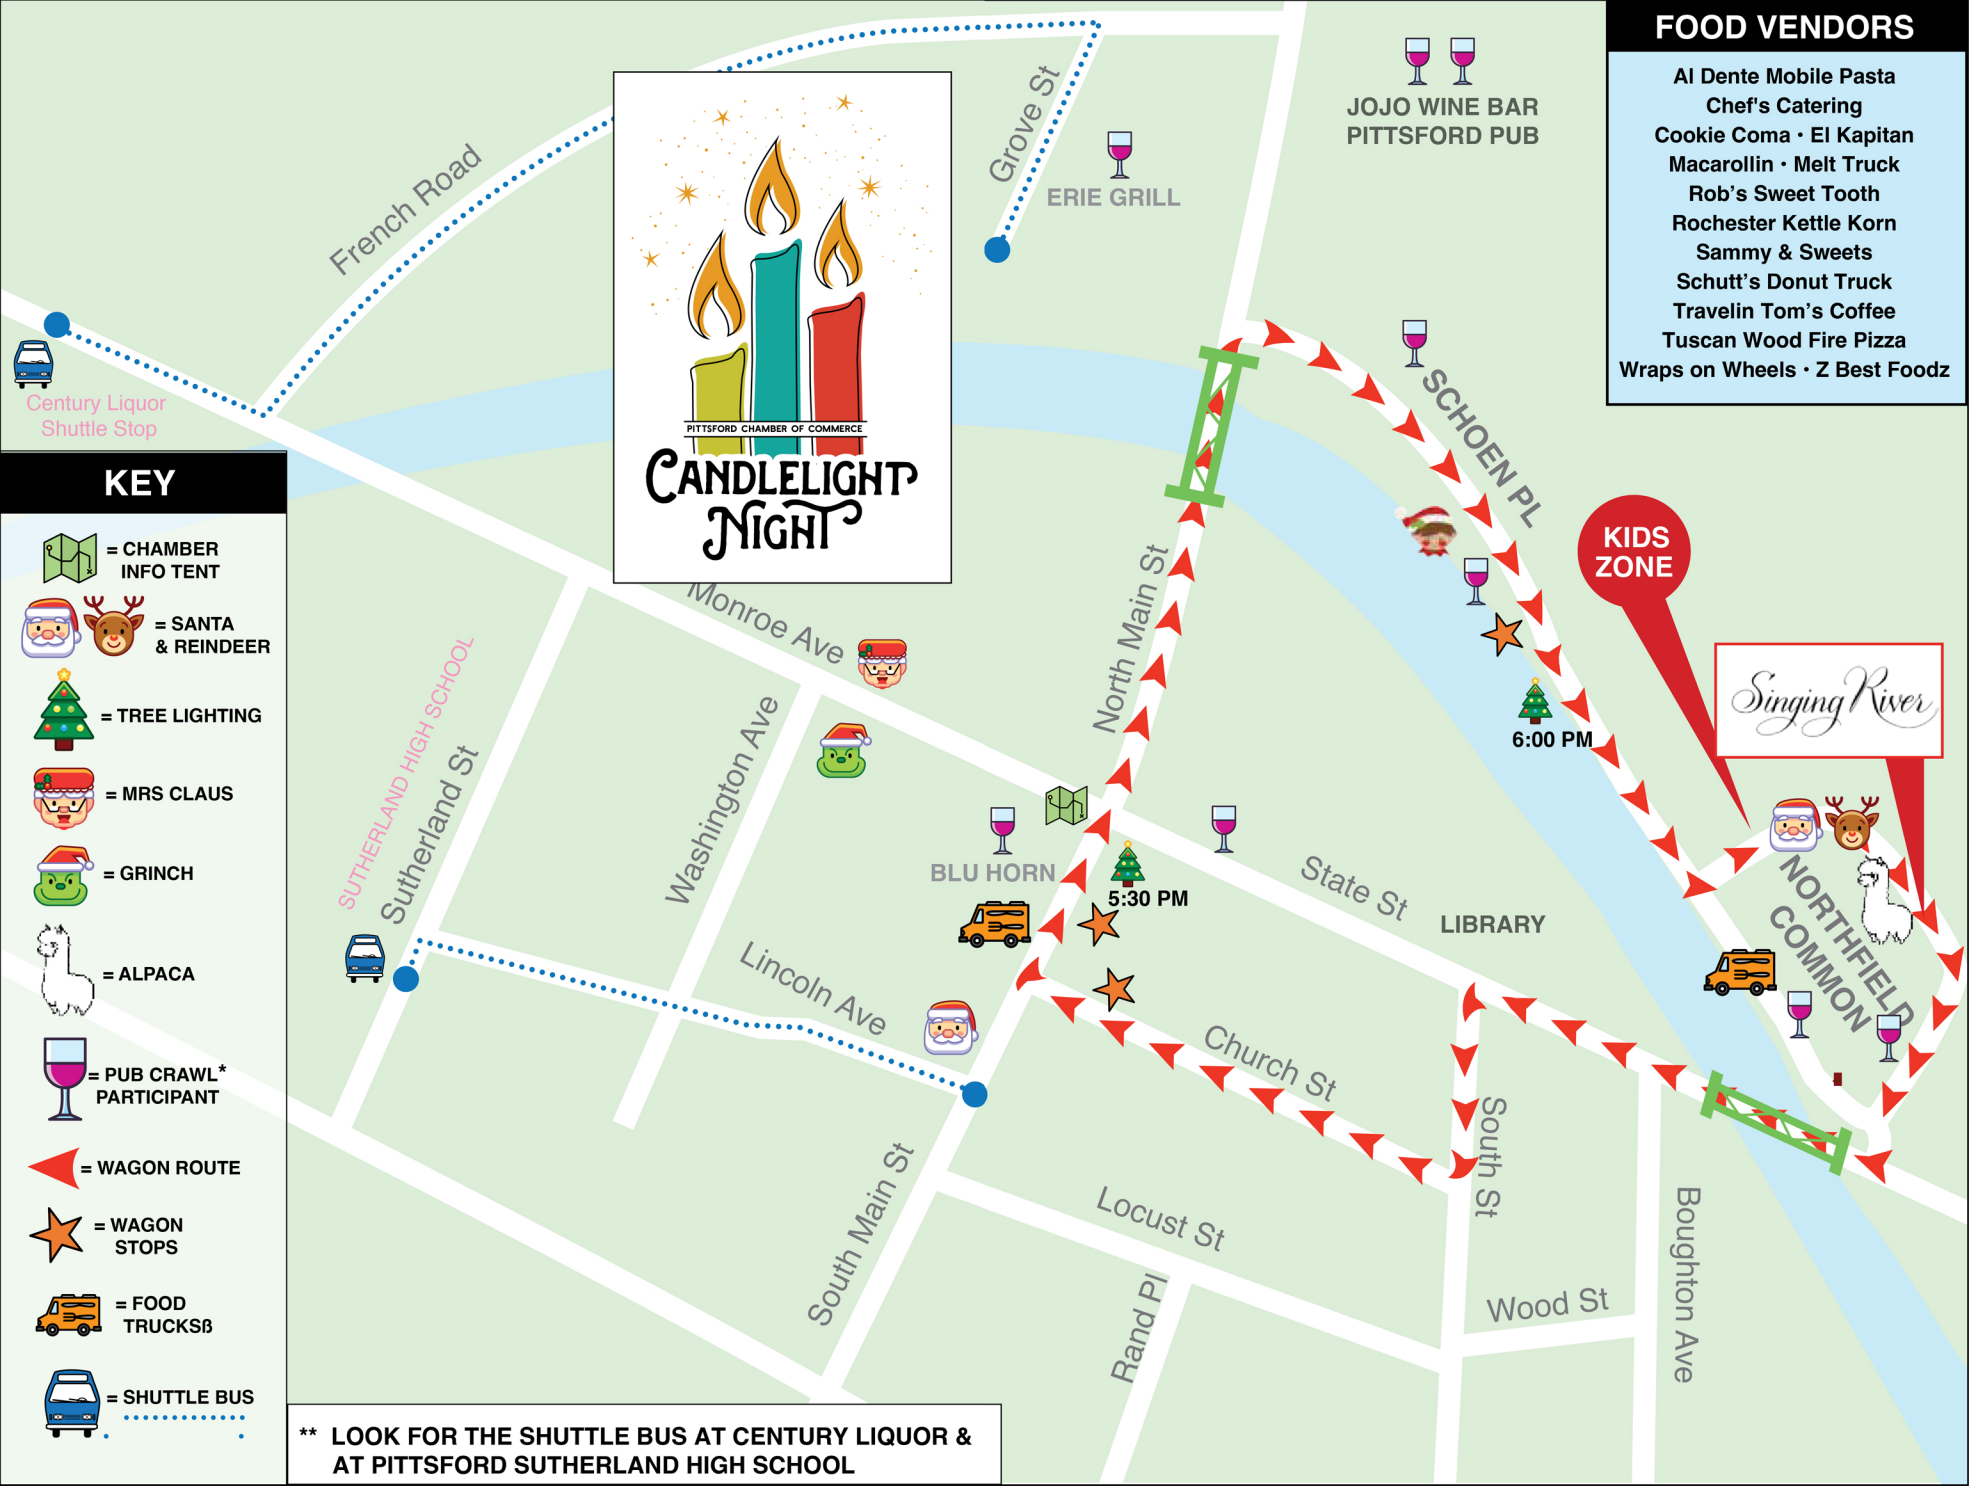 FOOD VENDORS
Al Dente Mobile Pasta
Chef's Catering
Cookie Coma • El Kapitan
Macarollin • Melt Truck
Rob's Sweet Tooth
Rochester Kettle Korn
Sammy & Sweets
Schutt's Donut Truck
Travelin Tom's Coffee
Tuscan Wood Fire Pizza
Wraps on Wheels • Z Best Foodz
JOJO WINE BAR
PITTSFORD PUB
Grove St
ERIE GRILL
French Road
Century Liquor
Shuttle Stop
PITTSFORD CHAMBER OF COMMERCE
CANDLELIGHT
NIGHT
SCHOEN PL
KIDS
ZONE
Singing River
6:00 PM
North Main St
Monroe Ave
SUTHERLAND HIGH SCHOOL
Sutherland St
Washington Ave
BLU HORN
5:30 PM
State St
LIBRARY
NORTHFIELD
COMMON
Lincoln Ave
Church St
South St
South Main St
Locust St
Rand Pl
Wood St
Boughton Ave
KEY
= CHAMBER
INFO TENT
= SANTA
& REINDEER
= TREE LIGHTING
= MRS CLAUS
= GRINCH
= ALPACA
= PUB CRAWL*
PARTICIPANT
= WAGON ROUTE
= WAGON
STOPS
= FOOD
TRUCKSß
= SHUTTLE BUS
** LOOK FOR THE SHUTTLE BUS AT CENTURY LIQUOR &
AT PITTSFORD SUTHERLAND HIGH SCHOOL